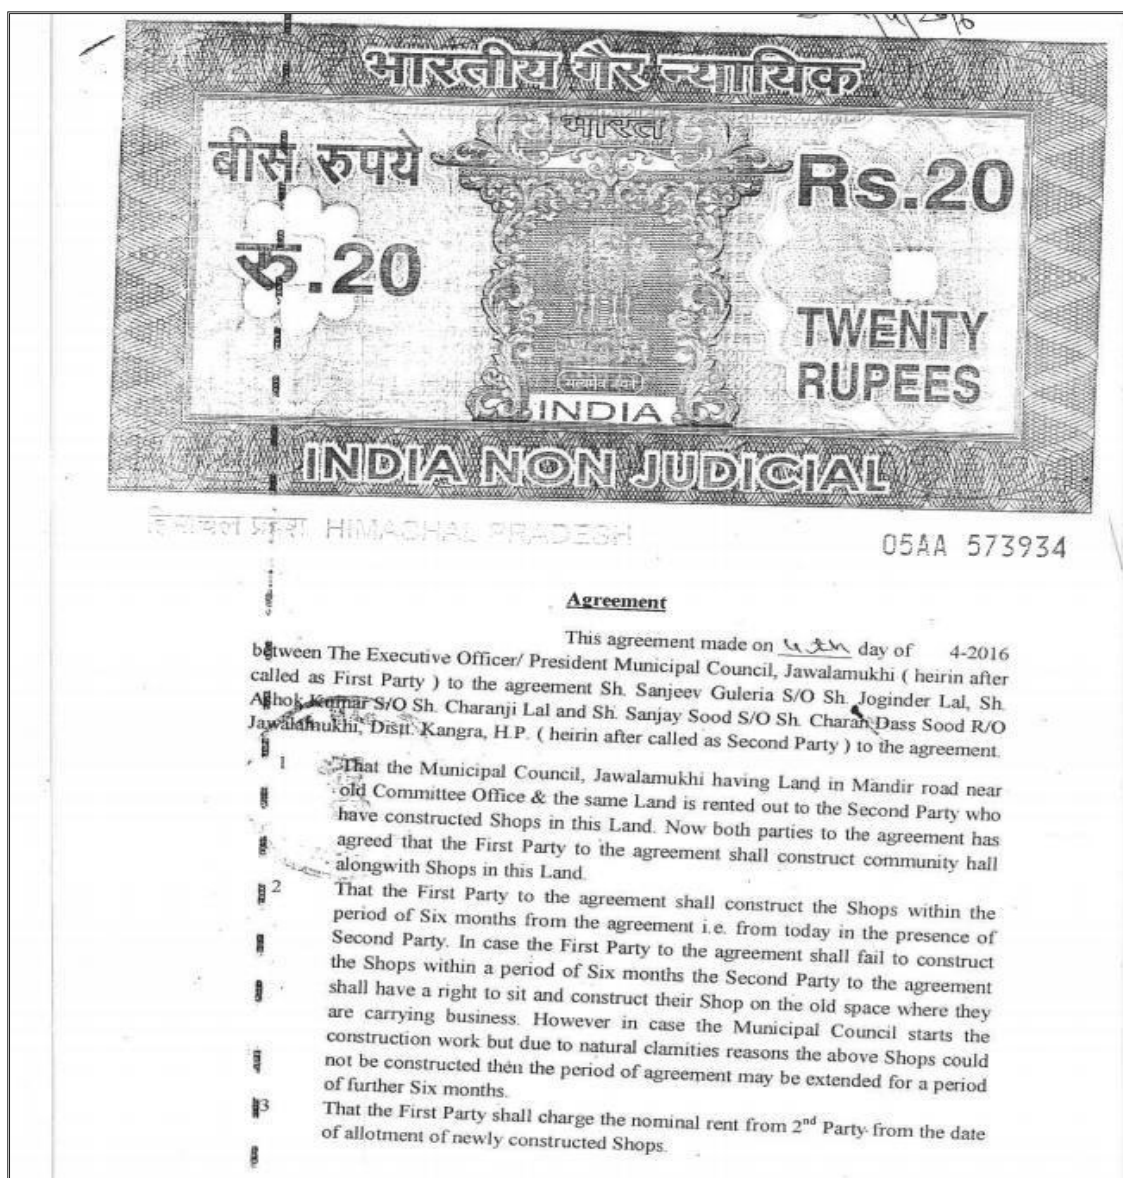 भारतीय गैर न्यायिक
भारत
बीस रुपये
Rs.20
रु.20
TWENTY
RUPEES
सत्यमेव जयते
INDIA
INDIA NON JUDICIAL
हिमाचल प्रदेश HIMACHAL PRADESH
05AA 573934
Agreement
This agreement made on day of 4-2016
between The Executive Officer/ President Municipal Council, Jawalamukhi ( heirin after
called as First Party ) to the agreement Sh. Sanjeev Guleria S/O Sh. Joginder Lal, Sh.
Ashok Kumar S/O Sh. Charanji Lal and Sh. Sanjay Sood S/O Sh. Charan Dass Sood R/O
Jawalamukhi, Distt. Kangra, H.P. ( heirin after called as Second Party ) to the agreement.
1 That the Municipal Council, Jawalamukhi having Land in Mandir road near
old Committee Office & the same Land is rented out to the Second Party who
have constructed Shops in this Land. Now both parties to the agreement has
agreed that the First Party to the agreement shall construct community hall
alongwith Shops in this Land.
2 That the First Party to the agreement shall construct the Shops within the
period of Six months from the agreement i.e. from today in the presence of
Second Party. In case the First Party to the agreement shall fail to construct
the Shops within a period of Six months the Second Party to the agreement
shall have a right to sit and construct their Shop on the old space where they
are carrying business. However in case the Municipal Council starts the
construction work but due to natural clamities reasons the above Shops could
not be constructed then the period of agreement may be extended for a period
of further Six months.
3 That the First Party shall charge the nominal rent from 2nd Party from the date
of allotment of newly constructed Shops.